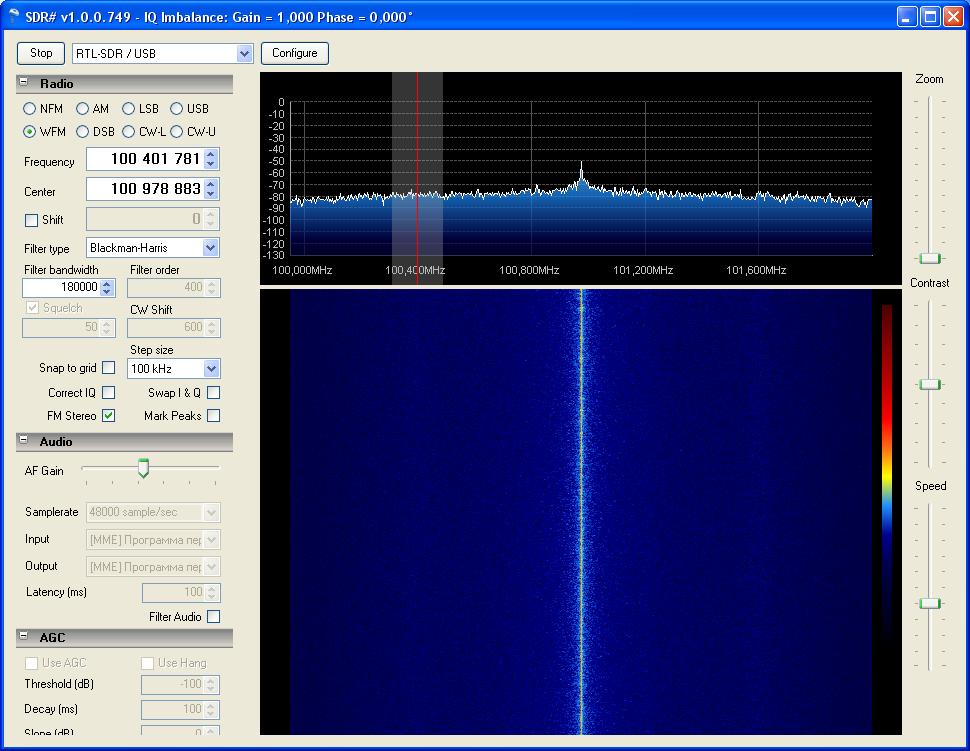 SDR# v1.0.0.749 - IQ Imbalance: Gain = 1,000 Phase = 0,000°
Stop
RTL-SDR / USB
Configure
Radio
NFM AM LSB USB
WFM DSB CW-L CW-U
Frequency 100 401 781
Center 100 978 883
Shift 0
Filter type Blackman-Harris
Filter bandwidth Filter order
180000 400
Squelch CW Shift
50 600
Step size
Snap to grid 100 kHz
Correct IQ Swap I & Q
FM Stereo Mark Peaks
Audio
AF Gain
Samplerate 48000 sample/sec
Input [MME] Программа пер
Output [MME] Программа пер
Latency (ms) 100
Filter Audio
AGC
Use AGC Use Hang
Threshold (dB) -100
Decay (ms) 100
Slope (dB) 0
0
-10
-20
-30
-40
-50
-60
-70
-80
-90
-100
-110
-120
-130
100,000MHz 100,400MHz 100,800MHz 101,200MHz 101,600MHz
Zoom
Contrast
Speed